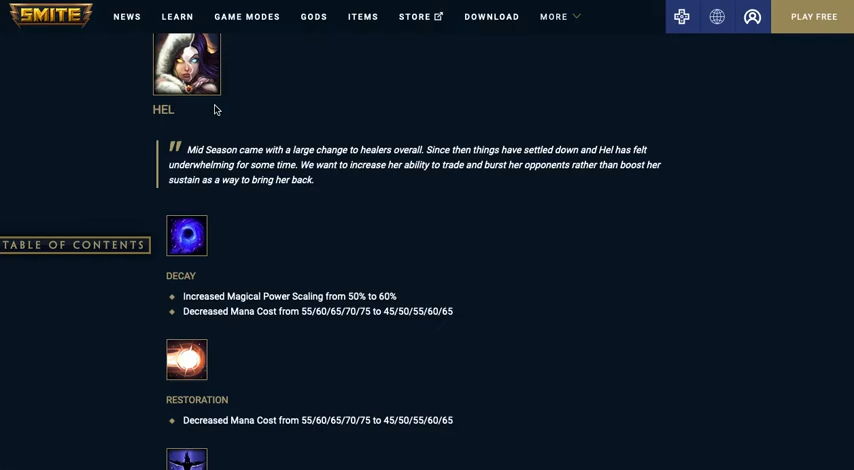 SMITE NEWS LEARN GAME MODES GODS ITEMS STORE DOWNLOAD MORE PLAY FREE
HEL
" Mid Season came with a large change to healers overall. Since then things have settled down and Hel has felt
underwhelming for some time. We want to increase her ability to trade and burst her opponents rather than boost her
sustain as a way to bring her back.
TABLE OF CONTENTS
DECAY
Increased Magical Power Scaling from 50% to 60%
Decreased Mana Cost from 55/60/65/70/75 to 45/50/55/60/65
RESTORATION
Decreased Mana Cost from 55/60/65/70/75 to 45/50/55/60/65